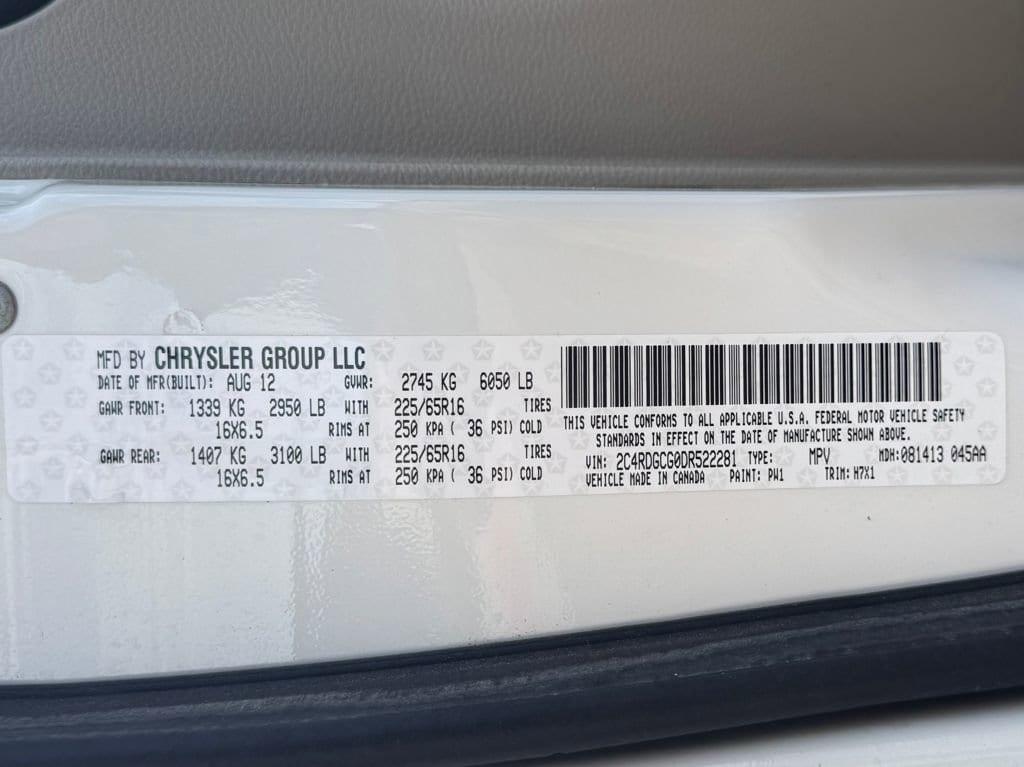 MFD BY CHRYSLER GROUP LLC
DATE OF MFR(BUILT): AUG 12 GVWR: 2745 KG 6050 LB
GAWR FRONT: 1339 KG 2950 LB WITH 225/65R16 TIRES
16X6.5 RIMS AT 250 KPA ( 36 PSI) COLD
GAWR REAR: 1407 KG 3100 LB WITH 225/65R16 TIRES
16X6.5 RIMS AT 250 KPA ( 36 PSI) COLD
THIS VEHICLE CONFORMS TO ALL APPLICABLE U.S.A. FEDERAL MOTOR VEHICLE SAFETY
STANDARDS IN EFFECT ON THE DATE OF MANUFACTURE SHOWN ABOVE.
VIN: 2C4RDGCG0DR522281 TYPE: MPV MDH: 081413 045AA
VEHICLE MADE IN CANADA PAINT: PW1 TRIM: H7X1